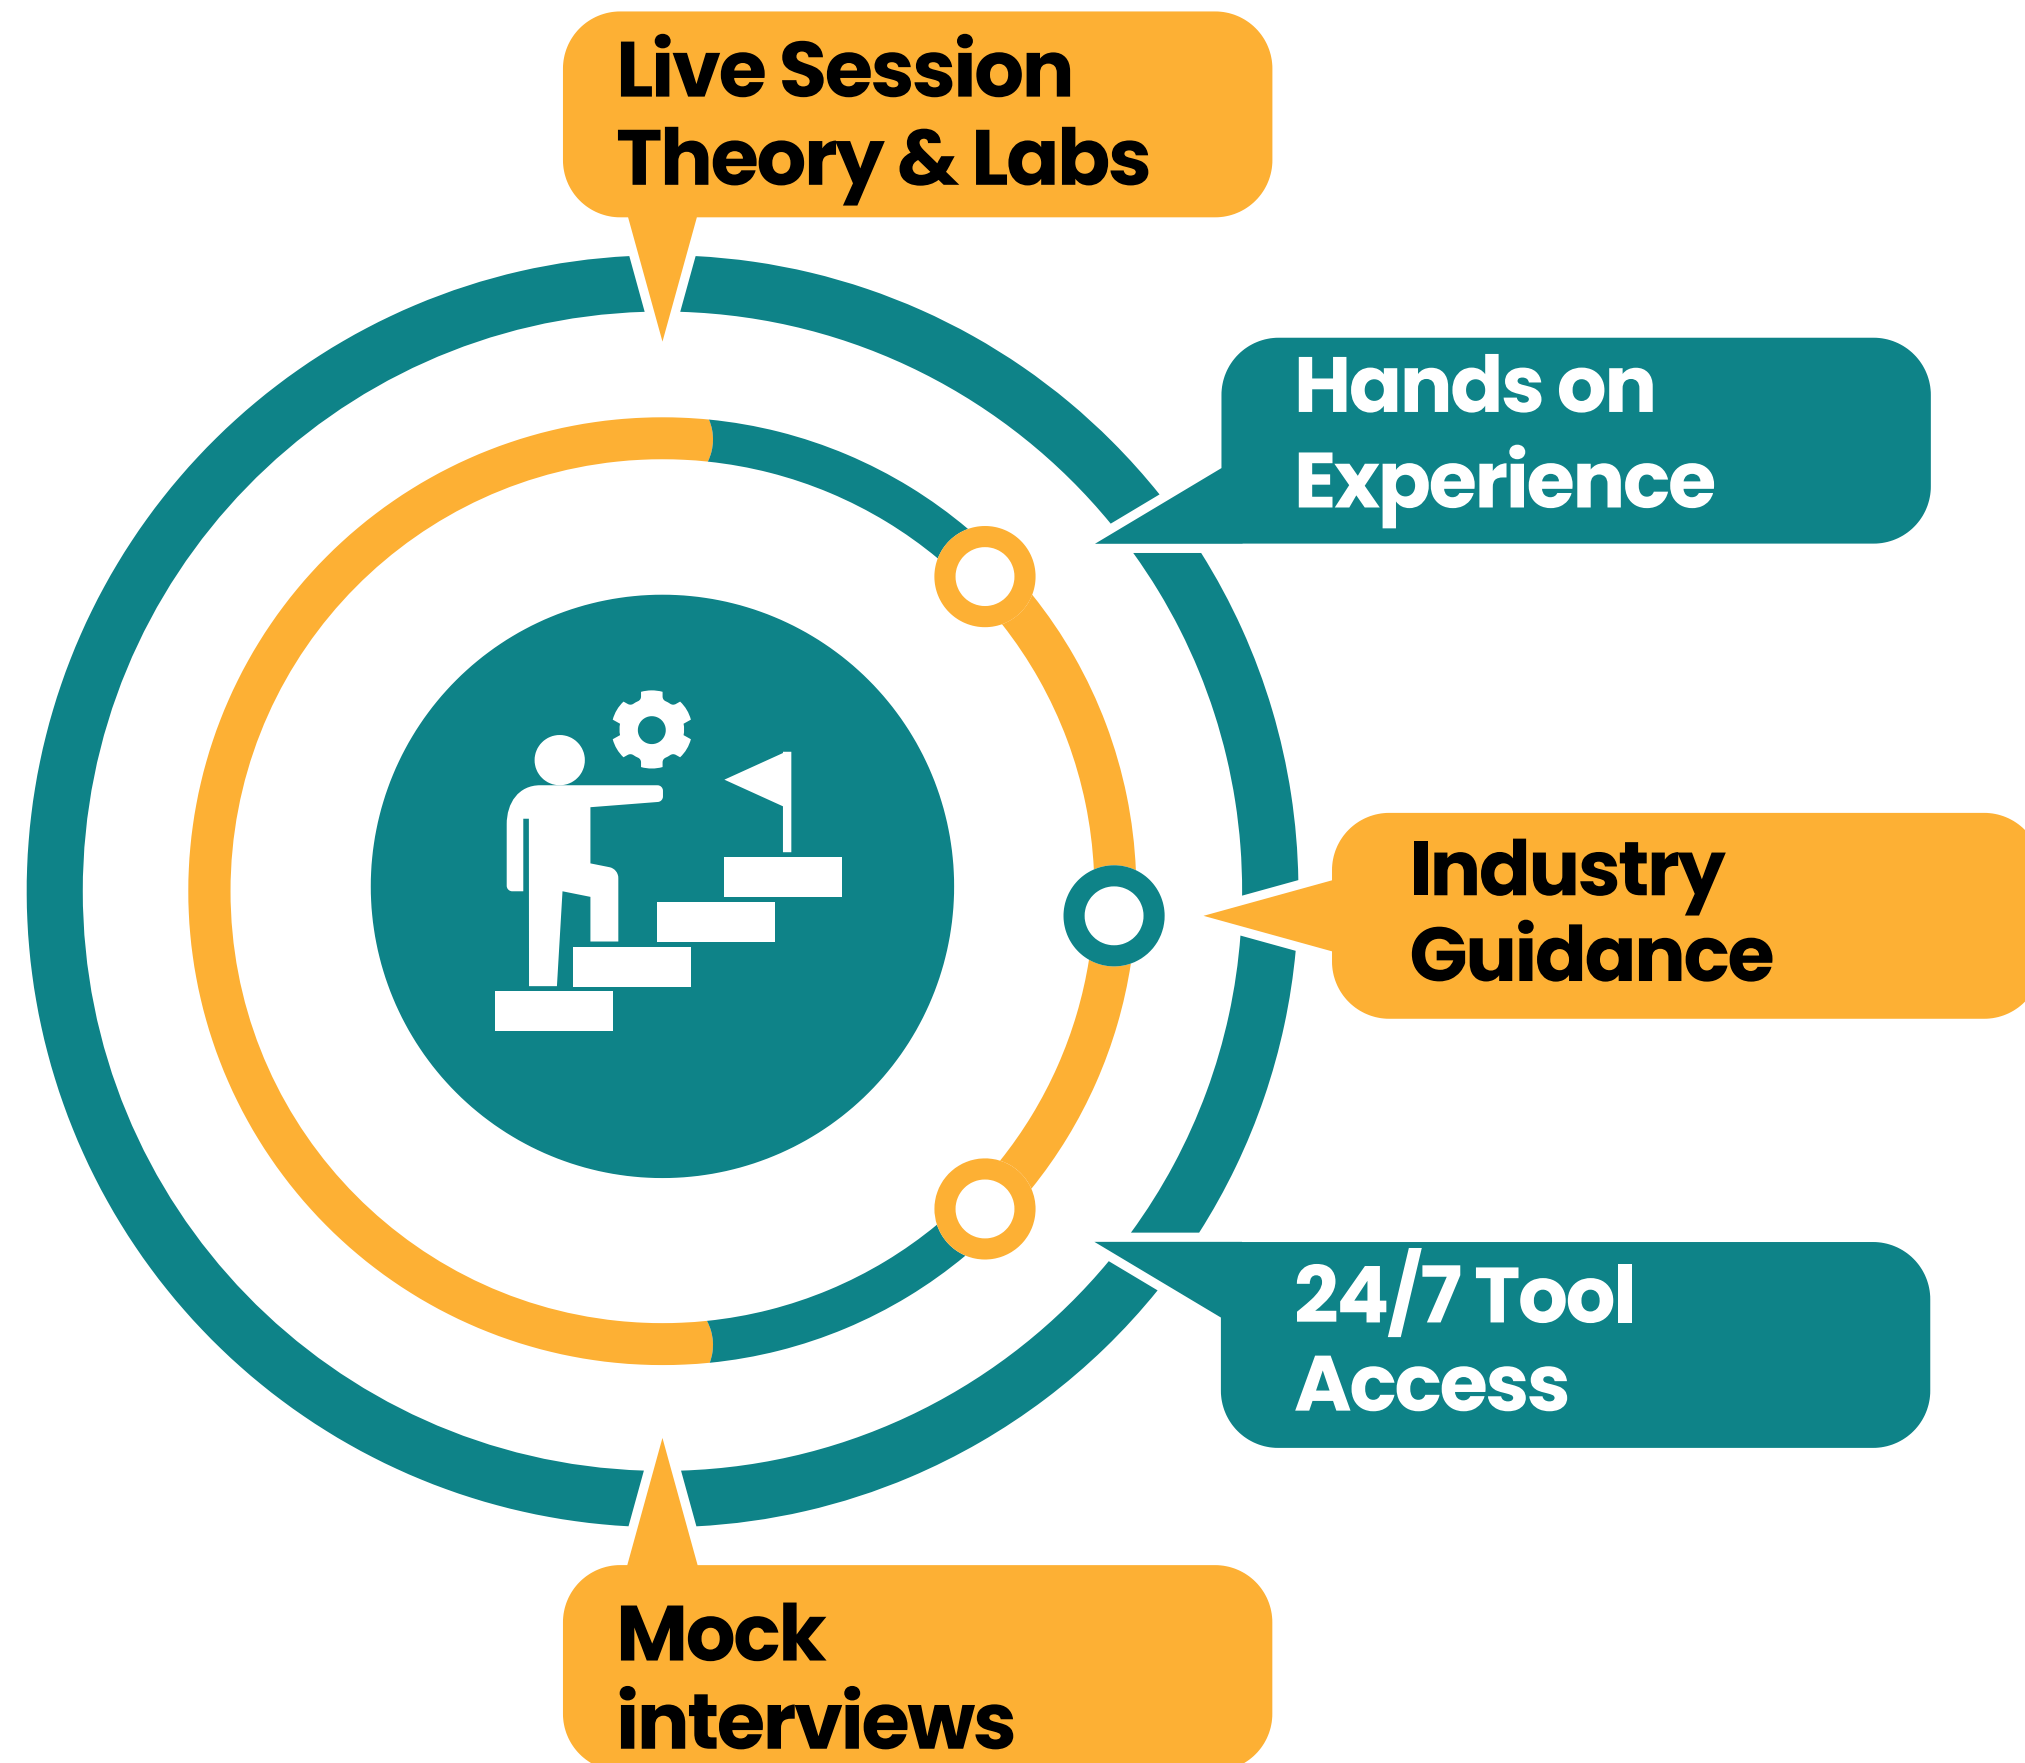 Live Session
Theory & Labs
Hands on
Experience
Industry
Guidance
24/7 Tool
Access
Mock
interviews